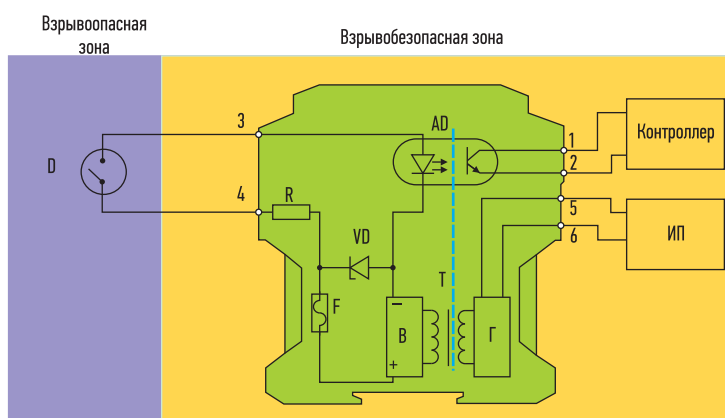 Взрывоопасная
зона
Взрывобезопасная зона
3
AD
1
Контроллер
2
D
4
R
5
VD
6
ИП
T
F
−
В
Г
+